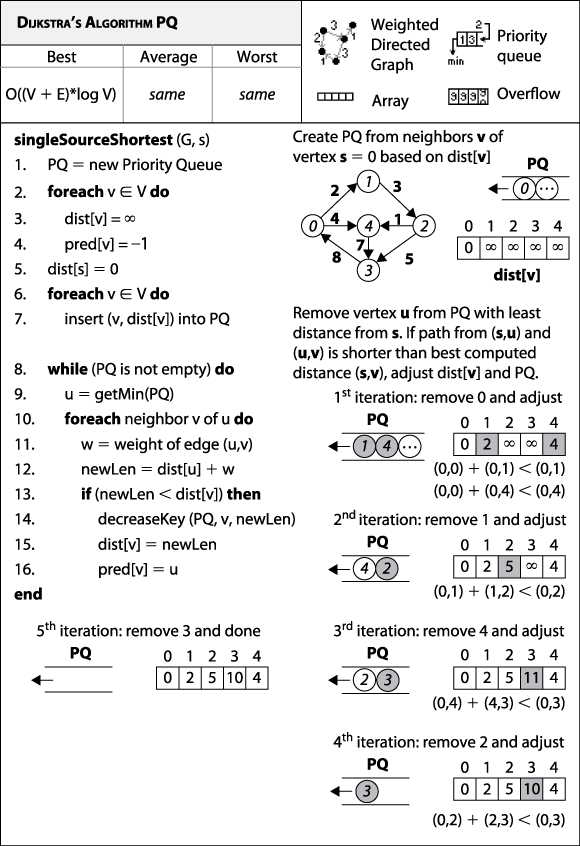 DIJKSTRA'S ALGORITHM PQ
Best Average Worst
O((V + E)*log V) same same
Weighted
Directed
Graph
3
2
1
3
2
1 3
min
Priority
queue
Array
Overflow
singleSourceShortest (G, s)
1. PQ = new Priority Queue
2. foreach v ∈ V do
3. dist[v] = ∞
4. pred[v] = −1
5. dist[s] = 0
6. foreach v ∈ V do
7. insert (v, dist[v]) into PQ
8. while (PQ is not empty) do
9. u = getMin(PQ)
10. foreach neighbor v of u do
11. w = weight of edge (u,v)
12. newLen = dist[u] + w
13. if (newLen < dist[v]) then
14. decreaseKey (PQ, v, newLen)
15. dist[v] = newLen
16. pred[v] = u
end
5th iteration: remove 3 and done
PQ
0 1 2 3 4
0 2 5 10 4
Create PQ from neighbors v of
vertex s = 0 based on dist[v]
1
2 3
0 4 4 1 2
7
8 5
3
PQ
0 ...
0 1 2 3 4
0 ∞ ∞ ∞ ∞
dist[v]
Remove vertex u from PQ with least
distance from s. If path from (s,u) and
(u,v) is shorter than best computed
distance (s,v), adjust dist[v] and PQ.
1st iteration: remove 0 and adjust
PQ
1 4 ...
0 1 2 3 4
0 2 ∞ ∞ 4
(0,0) + (0,1) < (0,1)
(0,0) + (0,4) < (0,4)
2nd iteration: remove 1 and adjust
PQ
4 2
0 1 2 3 4
0 2 5 ∞ 4
(0,1) + (1,2) < (0,2)
3rd iteration: remove 4 and adjust
PQ
2 3
0 1 2 3 4
0 2 5 11 4
(0,4) + (4,3) < (0,3)
4th iteration: remove 2 and adjust
PQ
3
0 1 2 3 4
0 2 5 10 4
(0,2) + (2,3) < (0,3)